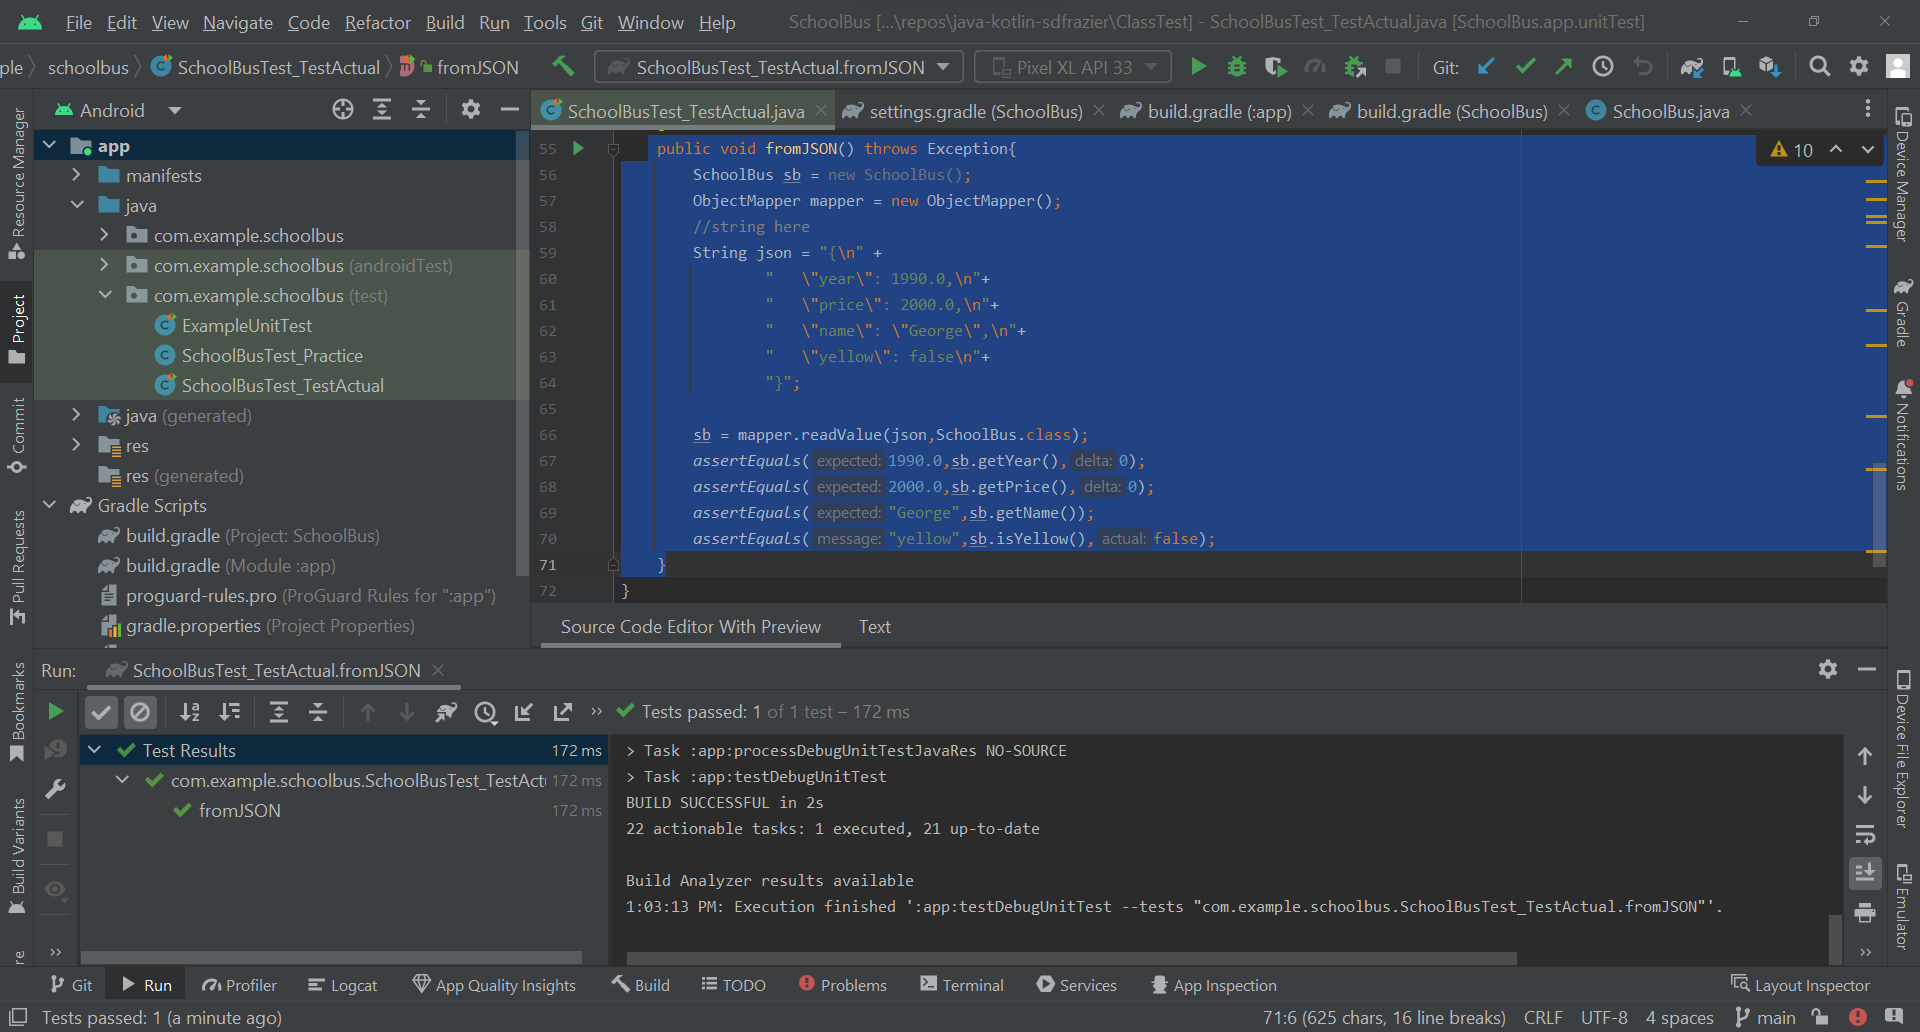 File Edit View Navigate Code Refactor Build Run Tools Git Window Help SchoolBus [...\repos\java-kotlin-sdfrazier\ClassTest] - SchoolBusTest_TestActual.java [SchoolBus.app.unitTest]
ple schoolbus SchoolBusTest_TestActual fromJSON SchoolBusTest_TestActual.fromJSON Pixel XL API 33 Git:
Android
SchoolBusTest_TestActual.java settings.gradle (SchoolBus) build.gradle (:app) build.gradle (SchoolBus) SchoolBus.java
Resource Manager
Project
Commit
Pull Requests
Bookmarks
Build Variants
re
app
manifests
java
com.example.schoolbus
com.example.schoolbus (androidTest)
com.example.schoolbus (test)
ExampleUnitTest
SchoolBusTest_Practice
SchoolBusTest_TestActual
java (generated)
res
res (generated)
Gradle Scripts
build.gradle (Project: SchoolBus)
build.gradle (Module :app)
proguard-rules.pro (ProGuard Rules for ":app")
gradle.properties (Project Properties)
10
55 public void fromJSON() throws Exception{
56 SchoolBus sb = new SchoolBus();
57 ObjectMapper mapper = new ObjectMapper();
58 //string here
59 String json = "{\n" +
60 "   \"year\": 1990.0,\n"+
61 "   \"price\": 2000.0,\n"+
62 "   \"name\": \"George\",\n"+
63 "   \"yellow\": false\n"+
64 "}";
65
66 sb = mapper.readValue(json,SchoolBus.class);
67 assertEquals( expected: 1990.0,sb.getYear(), delta: 0);
68 assertEquals( expected: 2000.0,sb.getPrice(), delta: 0);
69 assertEquals( expected: "George",sb.getName());
70 assertEquals( message: "yellow",sb.isYellow(), actual: false);
71 }
72 }
Source Code Editor With Preview Text
Device Manager
Gradle
Notifications
Device File Explorer
Emulator
Run: SchoolBusTest_TestActual.fromJSON
Tests passed: 1 of 1 test – 172 ms
Test Results 172 ms
com.example.schoolbus.SchoolBusTest_TestActu 172 ms
fromJSON 172 ms
> Task :app:processDebugUnitTestJavaRes NO-SOURCE
> Task :app:testDebugUnitTest
BUILD SUCCESSFUL in 2s
22 actionable tasks: 1 executed, 21 up-to-date
Build Analyzer results available
1:03:13 PM: Execution finished ':app:testDebugUnitTest --tests "com.example.schoolbus.SchoolBusTest_TestActual.fromJSON"'.
Git Run Profiler Logcat App Quality Insights Build TODO Problems Terminal Services App Inspection Layout Inspector
Tests passed: 1 (a minute ago) 71:6 (625 chars, 16 line breaks) CRLF UTF-8 4 spaces main